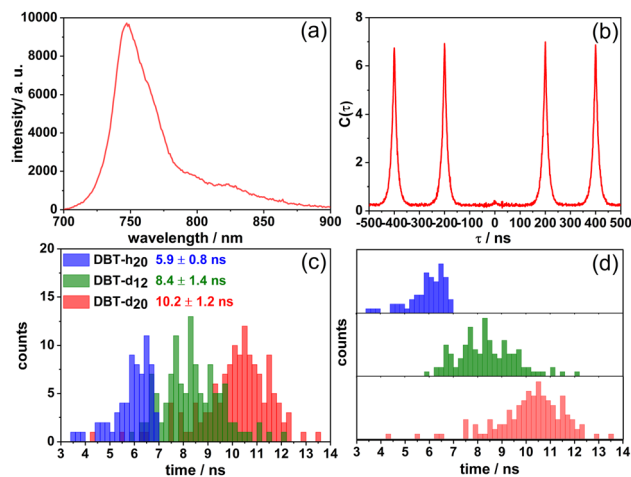 (a)
intensity/ a. u.
10000
8000
6000
4000
2000
0
700 750 800 850 900
wavelength / nm
(b)
C(τ)
8
6
4
2
0
-500 -400 -300 -200 -100 0 100 200 300 400 500
τ / ns
(c)
DBT-h20 5.9 ± 0.8 ns
DBT-d12 8.4 ± 1.4 ns
DBT-d20 10.2 ± 1.2 ns
counts
20
15
10
5
0
3 4 5 6 7 8 9 10 11 12 13 14
time / ns
(d)
counts
3 4 5 6 7 8 9 10 11 12 13 14
time / ns